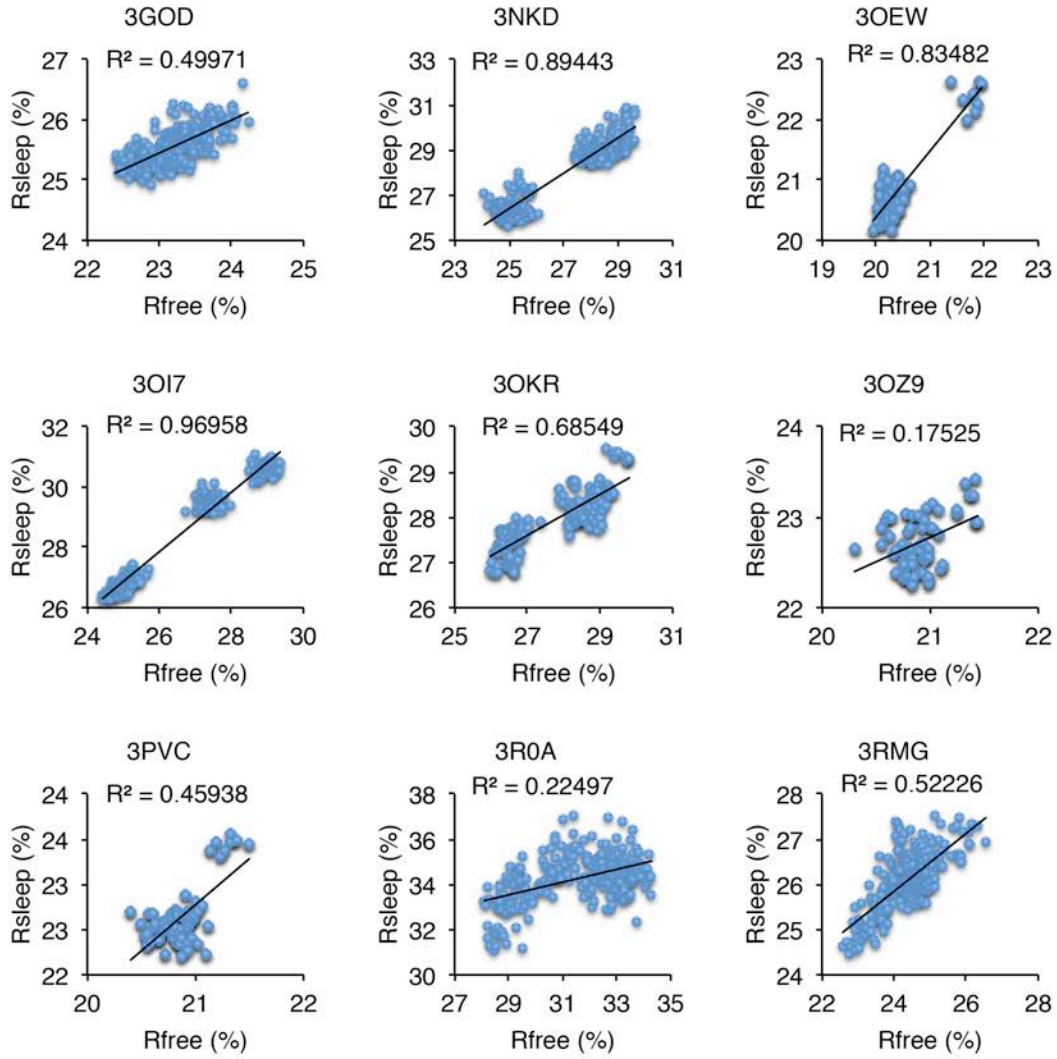 3GOD
R² = 0.49971
27
26
25
24
22
23
24
25
Rsleep (%)
Rfree (%)
3NKD
R² = 0.89443
33
31
29
27
25
23
25
27
29
31
Rsleep (%)
Rfree (%)
3OEW
R² = 0.83482
23
22
21
20
19
20
21
22
23
Rsleep (%)
Rfree (%)
3OI7
R² = 0.96958
32
30
28
26
24
26
28
30
Rsleep (%)
Rfree (%)
3OKR
R² = 0.68549
30
29
28
27
26
25
27
29
31
Rsleep (%)
Rfree (%)
3OZ9
R² = 0.17525
24
23
22
20
21
22
Rsleep (%)
Rfree (%)
3PVC
R² = 0.45938
24
24
23
23
22
20
21
22
Rsleep (%)
Rfree (%)
3R0A
R² = 0.22497
38
36
34
32
30
27
29
31
33
35
Rsleep (%)
Rfree (%)
3RMG
R² = 0.52226
28
27
26
25
24
22
24
26
28
Rsleep (%)
Rfree (%)